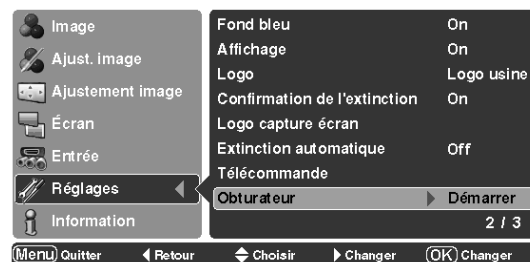 Image
Ajust. image
Ajustement image
Écran
Entrée
Réglages
Information
Fond bleu On
Affichage On
Logo Logo usine
Confirmation de l'extinction On
Logo capture écran
Extinction automatique Off
Télécommande
Obturateur Démarrer
2 / 3
Menu Quitter Retour Choisir Changer OK Changer